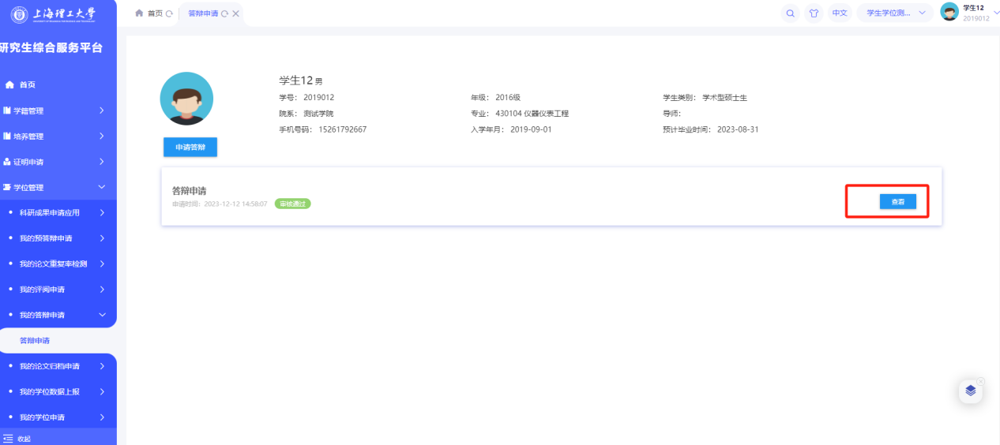 上海理工大学
首页
答辩申请
中文
学生学位测...
学生12
2019012
研究生综合服务平台
首页
学籍管理
培养管理
证明申请
学位管理
科研成果申请应用
我的预答辩申请
我的论文重复率检测
我的评阅申请
我的答辩申请
答辩申请
我的论文归档申请
我的学位数据上报
我的学位申请
收起
学生12 男
学号： 2019012
年级： 2016级
学生类别： 学术型硕士生
院系： 测试学院
专业： 430104 仪器仪表工程
导师：
手机号码： 15261792667
入学年月： 2019-09-01
预计毕业时间： 2023-08-31
申请答辩
答辩申请
申请时间：2023-12-12 14:58:07 审核通过
查看